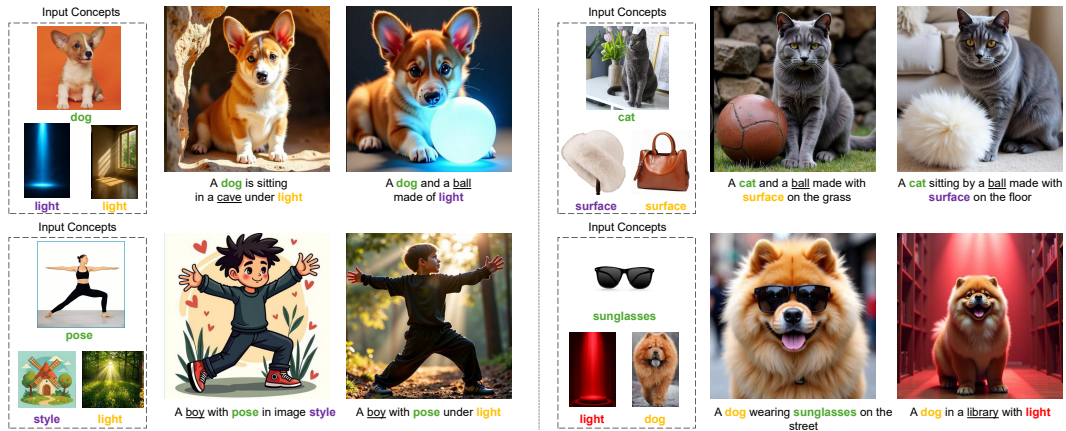 Input Concepts
dog
light
light
A dog is sitting
in a cave under light
A dog and a ball
made of light
Input Concepts
cat
surface
surface
A cat and a ball made with
surface on the grass
A cat sitting by a ball made with
surface on the floor
Input Concepts
pose
style
light
A boy with pose in image style
A boy with pose under light
Input Concepts
sunglasses
light
dog
A dog wearing sunglasses on the
street
A dog in a library with light